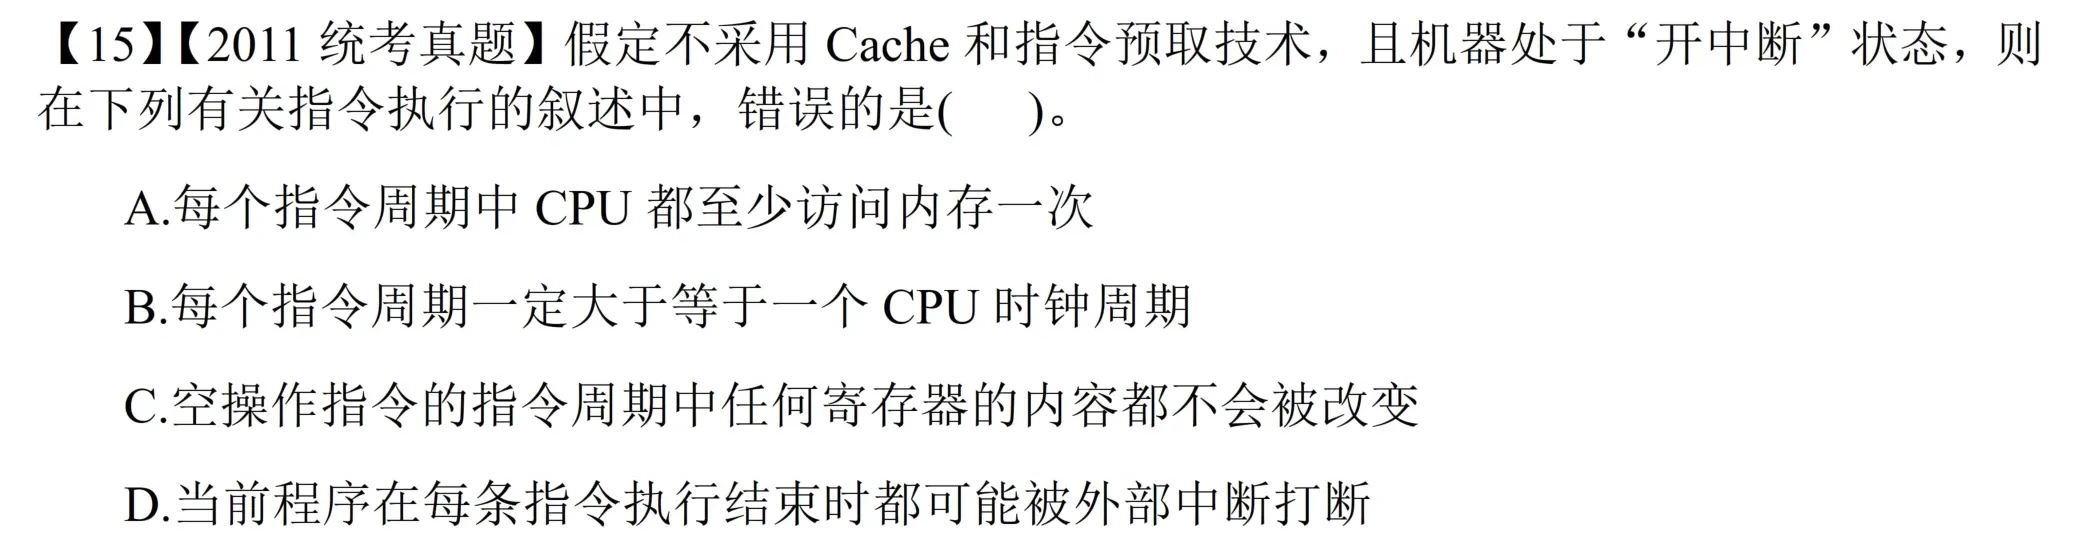 【15】【2011 统考真题】假定不采用 Cache 和指令预取技术，且机器处于“开中断”状态，则
在下列有关指令执行的叙述中，错误的是(  )。
A.每个指令周期中 CPU 都至少访问内存一次
B.每个指令周期一定大于等于一个 CPU 时钟周期
C.空操作指令的指令周期中任何寄存器的内容都不会被改变
D.当前程序在每条指令执行结束时都可能被外部中断打断